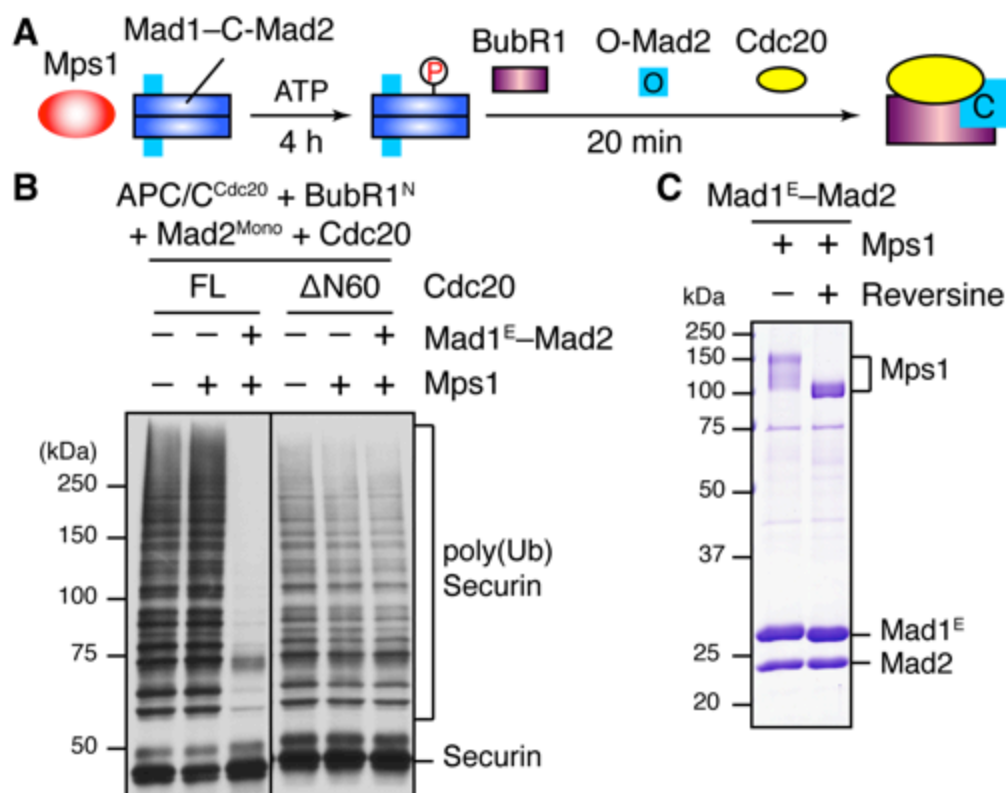 A
Mps1
Mad1–C-Mad2
ATP
4 h
P
BubR1
O-Mad2
O
Cdc20
20 min
C
B
APC/C^Cdc20 + BubR1^N
+ Mad2^Mono + Cdc20
FL ΔN60 Cdc20
– – + – – + Mad1^E–Mad2
– + + – + + Mps1
(kDa)
250
150
100
75
50
poly(Ub)
Securin
Securin
C
Mad1^E–Mad2
+ + Mps1
kDa – + Reversine
250
150
100
75
50
37
25
20
Mps1
Mad1^E
Mad2